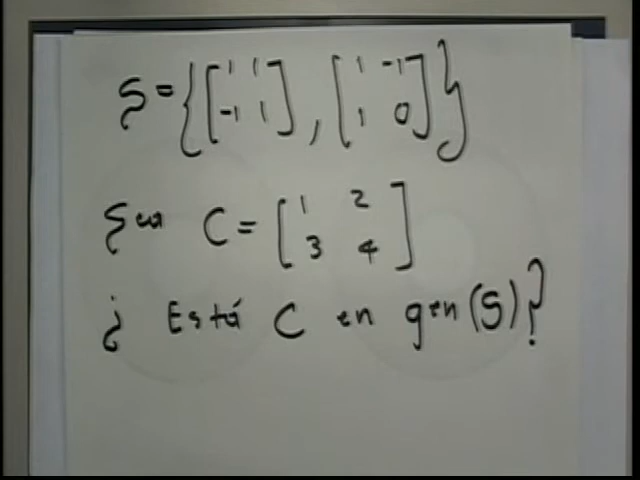 S = { [ 1 1 -1 1 ] , [ 1 -1 1 0 ] }
Sea C = [ 1 2 3 4 ]
¿ Está C en gen(S)?